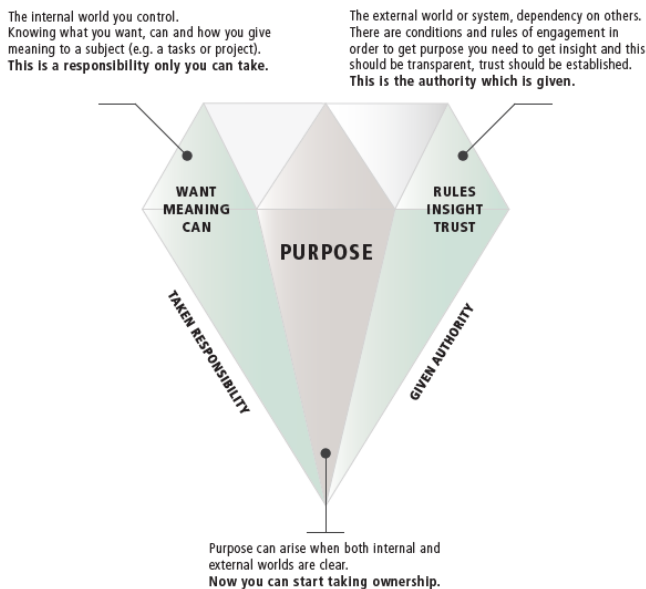 The internal world you control.
Knowing what you want, can and how you give
meaning to a subject (e.g. a tasks or project).
This is a responsibility only you can take.
The external world or system, dependency on others.
There are conditions and rules of engagement in
order to get purpose you need to get insight and this
should be transparent, trust should be established.
This is the authority which is given.
WANT
MEANING
CAN
RULES
INSIGHT
TRUST
PURPOSE
TAKEN RESPONSIBILITY
GIVEN AUTHORITY
Purpose can arise when both internal and
external worlds are clear.
Now you can start taking ownership.